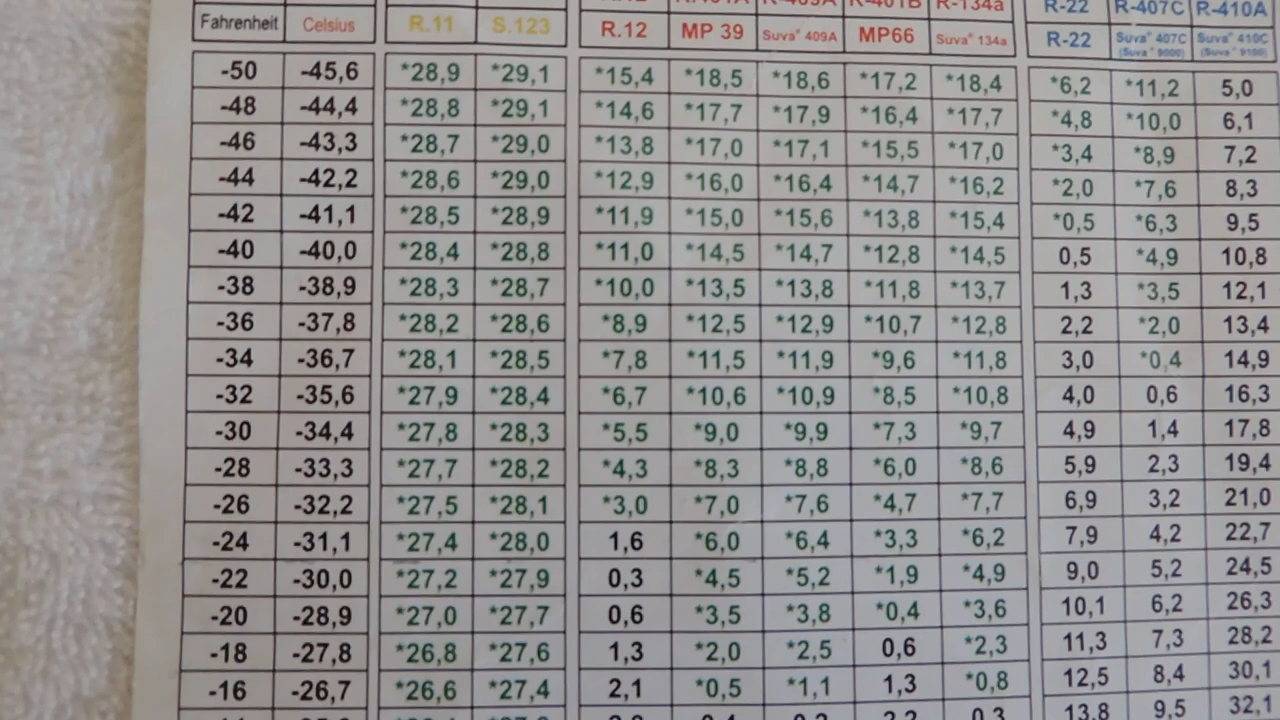 R-22 R-407C R-410A
Fahrenheit Celsius R.11 S.123 R.12 MP 39 Suva® 409A MP66 Suva® 134a R-22 Suva® 407C (Suva® 9000) Suva® 410C (Suva® 9100)
-50 -45,6 *28,9 *29,1 *15,4 *18,5 *18,6 *17,2 *18,4 *6,2 *11,2 5,0
-48 -44,4 *28,8 *29,1 *14,6 *17,7 *17,9 *16,4 *17,7 *4,8 *10,0 6,1
-46 -43,3 *28,7 *29,0 *13,8 *17,0 *17,1 *15,5 *17,0 *3,4 *8,9 7,2
-44 -42,2 *28,6 *29,0 *12,9 *16,0 *16,4 *14,7 *16,2 *2,0 *7,6 8,3
-42 -41,1 *28,5 *28,9 *11,9 *15,0 *15,6 *13,8 *15,4 *0,5 *6,3 9,5
-40 -40,0 *28,4 *28,8 *11,0 *14,5 *14,7 *12,8 *14,5 0,5 *4,9 10,8
-38 -38,9 *28,3 *28,7 *10,0 *13,5 *13,8 *11,8 *13,7 1,3 *3,5 12,1
-36 -37,8 *28,2 *28,6 *8,9 *12,5 *12,9 *10,7 *12,8 2,2 *2,0 13,4
-34 -36,7 *28,1 *28,5 *7,8 *11,5 *11,9 *9,6 *11,8 3,0 *0,4 14,9
-32 -35,6 *27,9 *28,4 *6,7 *10,6 *10,9 *8,5 *10,8 4,0 0,6 16,3
-30 -34,4 *27,8 *28,3 *5,5 *9,0 *9,9 *7,3 *9,7 4,9 1,4 17,8
-28 -33,3 *27,7 *28,2 *4,3 *8,3 *8,8 *6,0 *8,6 5,9 2,3 19,4
-26 -32,2 *27,5 *28,1 *3,0 *7,0 *7,6 *4,7 *7,7 6,9 3,2 21,0
-24 -31,1 *27,4 *28,0 1,6 *6,0 *6,4 *3,3 *6,2 7,9 4,2 22,7
-22 -30,0 *27,2 *27,9 0,3 *4,5 *5,2 *1,9 *4,9 9,0 5,2 24,5
-20 -28,9 *27,0 *27,7 0,6 *3,5 *3,8 *0,4 *3,6 10,1 6,2 26,3
-18 -27,8 *26,8 *27,6 1,3 *2,0 *2,5 0,6 *2,3 11,3 7,3 28,2
-16 -26,7 *26,6 *27,4 2,1 *0,5 *1,1 1,3 *0,8 12,5 8,4 30,1
13,8 9,5 32,1